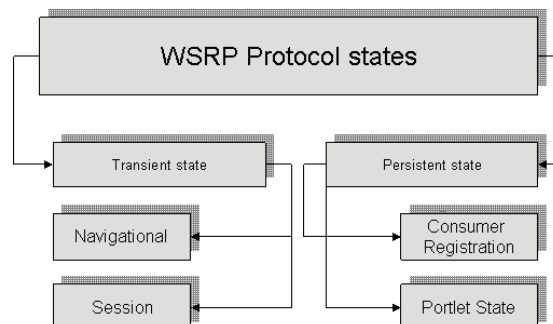 WSRP Protocol states
Transient state
Persistent state
Navigational
Consumer
Registration
Session
Portlet State